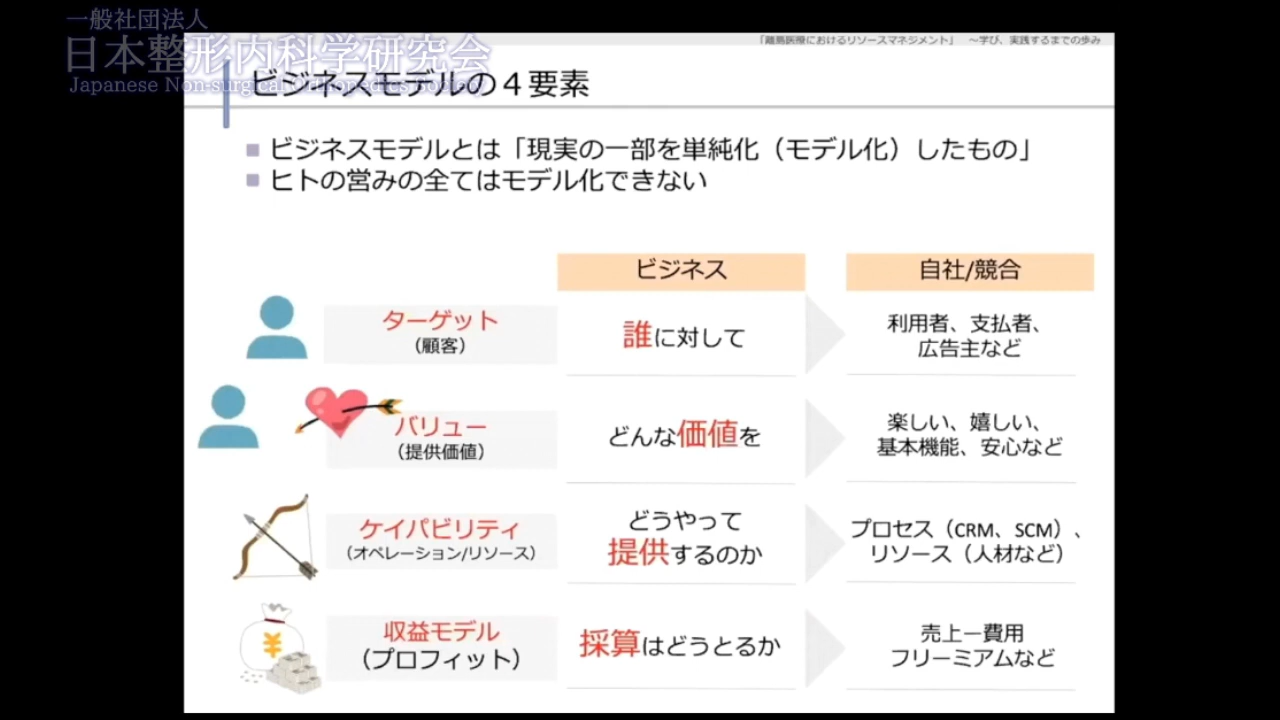 一般社団法人
日本整形内科学研究会
Japanese Non-surgical Orthopedics Society
「離島医療におけるリソースマネジメント」 ～学び、実践するまでの歩み
ビジネスモデルの４要素
■ ビジネスモデルとは「現実の一部を単純化（モデル化）したもの」
■ ヒトの営みの全てはモデル化できない
ビジネス
自社/競合
ターゲット
（顧客）
誰に対して
利用者、支払者、
広告主など
バリュー
（提供価値）
どんな価値を
楽しい、嬉しい、
基本機能、安心など
ケイパビリティ
（オペレーション/リソース）
どうやって
提供するのか
プロセス（CRM、SCM）、
リソース（人材など）
¥
収益モデル
（プロフィット）
採算はどうとるか
売上ー費用
フリーミアムなど